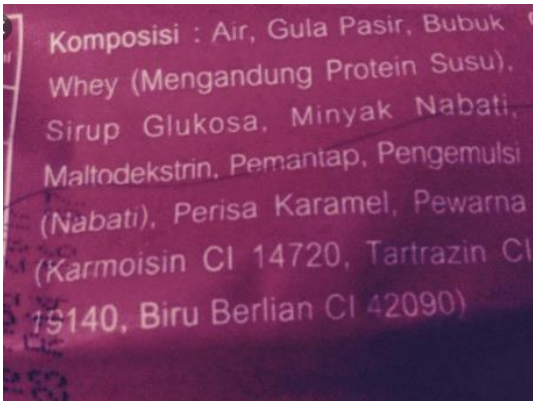 Komposisi : Air, Gula Pasir, Bubuk
Whey (Mengandung Protein Susu),
Sirup Glukosa, Minyak Nabati,
Maltodekstrin, Pemantap, Pengemulsi
(Nabati), Perisa Karamel, Pewarna
(Karmoisin CI 14720, Tartrazin CI
19140, Biru Berlian CI 42090)